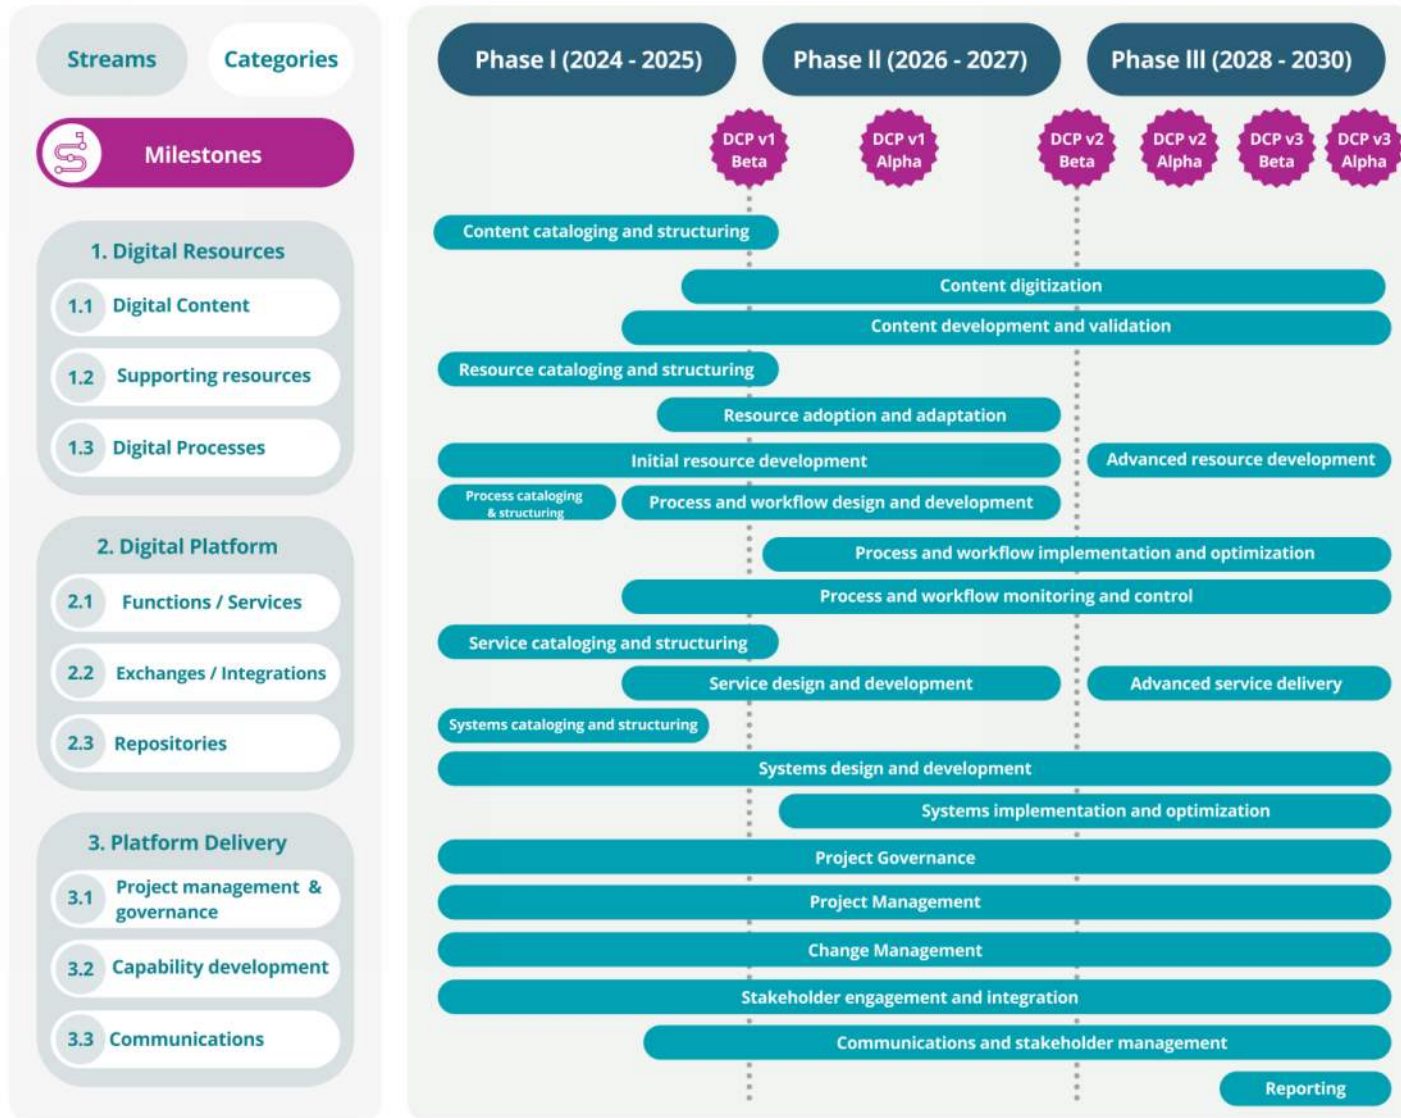 Streams
Categories
Milestones
1. Digital Resources
1.1 Digital Content
1.2 Supporting resources
1.3 Digital Processes
2. Digital Platform
2.1 Functions / Services
2.2 Exchanges / Integrations
2.3 Repositories
3. Platform Delivery
3.1 Project management &
governance
3.2 Capability development
3.3 Communications
Phase I (2024 - 2025)
Phase II (2026 - 2027)
Phase III (2028 - 2030)
DCP v1
Beta
DCP v1
Alpha
DCP v2
Beta
DCP v2
Alpha
DCP v3
Beta
DCP v3
Alpha
Content cataloging and structuring
Content digitization
Content development and validation
Resource cataloging and structuring
Resource adoption and adaptation
Initial resource development
Advanced resource development
Process cataloging
& structuring
Process and workflow design and development
Process and workflow implementation and optimization
Process and workflow monitoring and control
Service cataloging and structuring
Service design and development
Advanced service delivery
Systems cataloging and structuring
Systems design and development
Systems implementation and optimization
Project Governance
Project Management
Change Management
Stakeholder engagement and integration
Communications and stakeholder management
Reporting